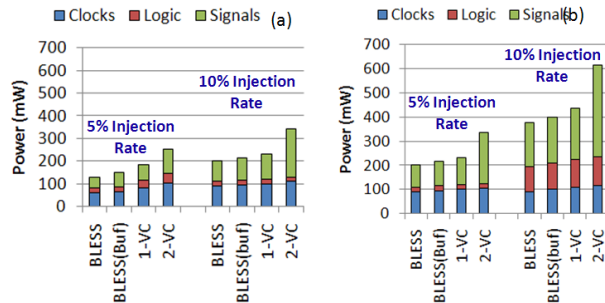 Clocks Logic Signals (a)
Power (mW)
700
600
500
400
300
200
100
0
5% Injection
Rate
10% Injection
Rate
BLESS
BLESS(Buf)
1-VC
2-VC
BLESS
BLESS(Buf)
1-VC
2-VC
Clocks Logic Signals (b)
Power (mW)
700
600
500
400
300
200
100
0
5% Injection
Rate
10% Injection
Rate
BLESS
BLESS(Buf)
1-VC
2-VC
BLESS
BLESS(buf)
1-VC
2-VC